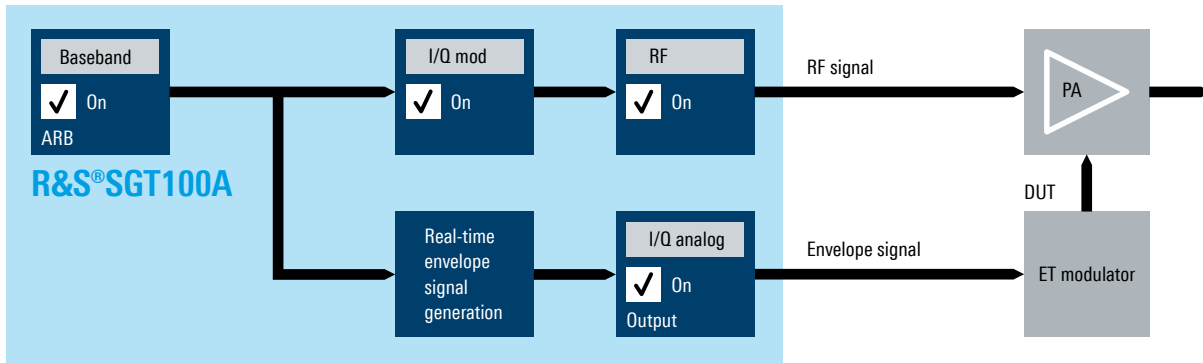 Baseband
On
ARB
I/Q mod
On
RF
On
RF signal
PA
R&S®SGT100A
DUT
Real-time
envelope
signal
generation
I/Q analog
On
Output
Envelope signal
ET modulator